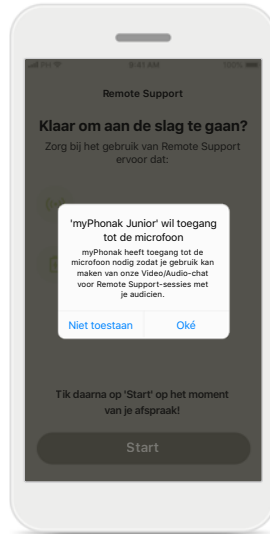 9:41 AM
100%
Remote Support
Klaar om aan de slag te gaan?
Zorg bij het gebruik van Remote Support
ervoor dat:
'myPhonak Junior' wil toegang
tot de microfoon
myPhonak heeft toegang tot de
microfoon nodig zodat je gebruik kan
maken van onze Video/Audio-chat
voor Remote Support-sessies met
je audicien.
Niet toestaan Oké
Tik daarna op 'Start' op het moment
van je afspraak!
Start